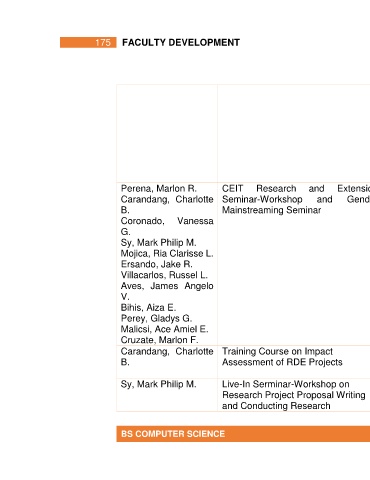 175 FACULTY DEVELOPMENT
Perena, Marlon R.
Carandang, Charlotte
B.
Coronado, Vanessa
G.
Sy, Mark Philip M.
Mojica, Ria Clarisse L.
Ersando, Jake R.
Villacarlos, Russel L.
Aves, James Angelo
V.
Bihis, Aiza E.
Perey, Gladys G.
Malicsi, Ace Amiel E.
Cruzate, Marlon F.
CEIT Research and Extensio
Seminar-Workshop and Gend
Mainstreaming Seminar
Carandang, Charlotte
B.
Training Course on Impact
Assessment of RDE Projects
Sy, Mark Philip M.
Live-In Serminar-Workshop on
Research Project Proposal Writing
and Conducting Research
BS COMPUTER SCIENCE